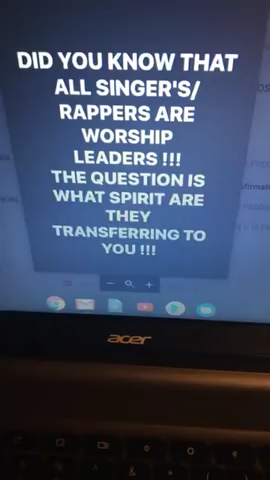 DID YOU KNOW THAT
ALL SINGER'S/
RAPPERS ARE
WORSHIP
LEADERS !!!
THE QUESTION IS
WHAT SPIRIT ARE
THEY
TRANSFERRING TO
YOU !!!
acer